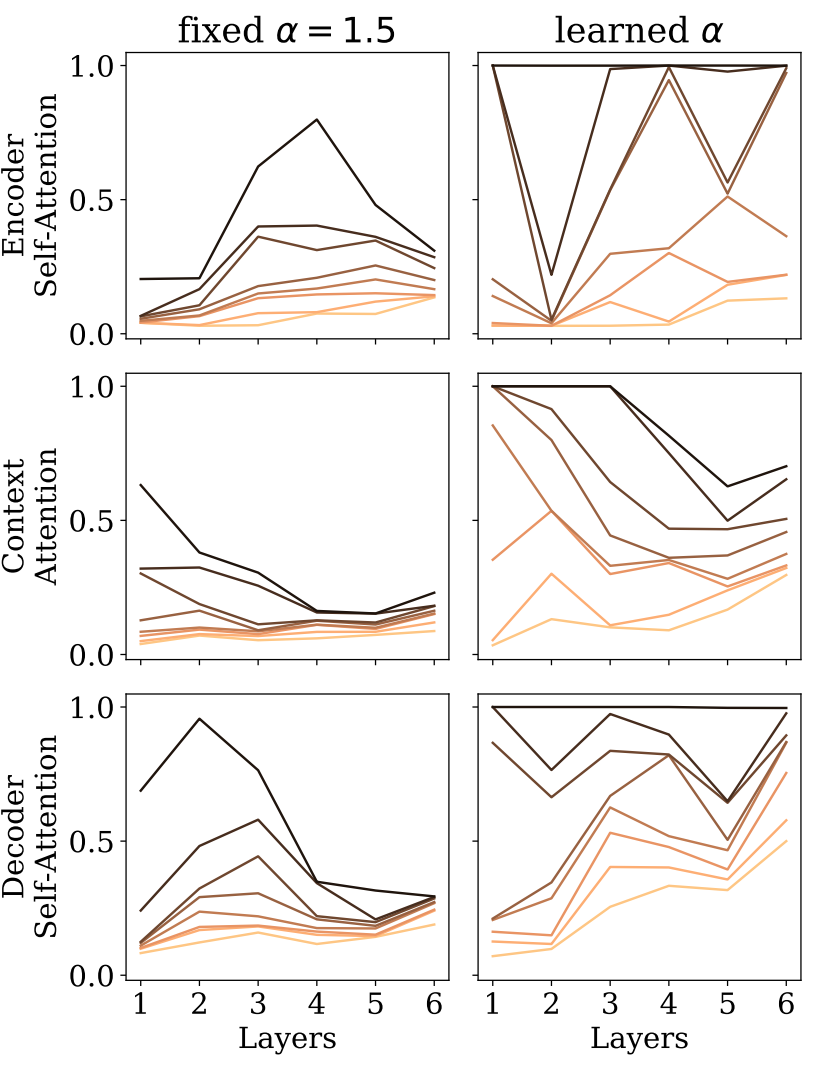 fixed α = 1.5
learned α
Encoder
Self-Attention
1.0
0.5
0.0
Context
Attention
1.0
0.5
0.0
Decoder
Self-Attention
1.0
0.5
0.0
1 2 3 4 5 6
1 2 3 4 5 6
Layers
Layers